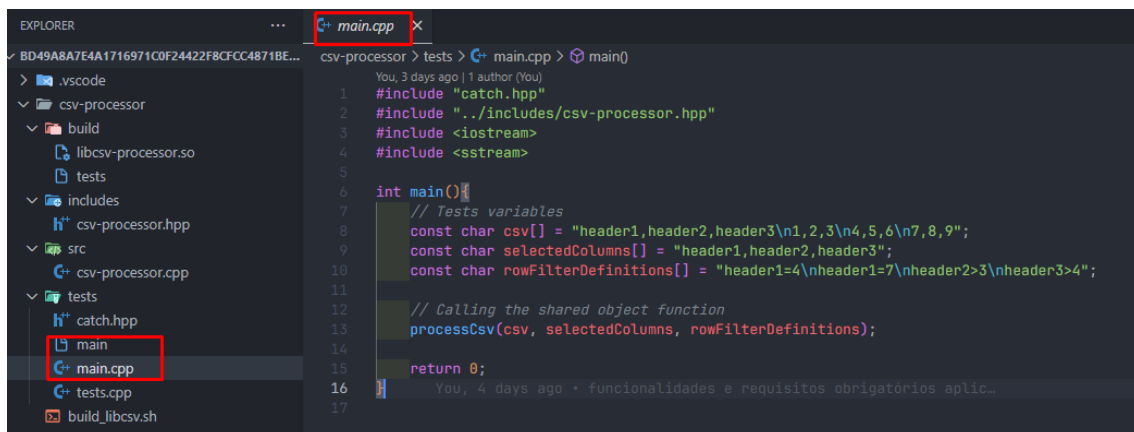 EXPLORER
···
main.cpp
BD49A8A7E4A1716971C0F24422F8CFCC4871BE...
csv-processor > tests > main.cpp > main()
.vscode
You, 3 days ago | 1 author (You)
csv-processor
build
libcsv-processor.so
tests
includes
csv-processor.hpp
src
csv-processor.cpp
tests
catch.hpp
main
main.cpp
tests.cpp
build_libcsv.sh
1 #include "catch.hpp"
2 #include "../includes/csv-processor.hpp"
3 #include <iostream>
4 #include <sstream>
5
6 int main(){
7 // Tests variables
8 const char csv[] = "header1,header2,header3\n1,2,3\n4,5,6\n7,8,9";
9 const char selectedColumns[] = "header1,header2,header3";
10 const char rowFilterDefinitions[] = "header1=4\nheader1=7\nheader2>3\nheader3>4";
11
12 // Calling the shared object function
13 processCsv(csv, selectedColumns, rowFilterDefinitions);
14
15 return 0;
16 } You, 4 days ago • funcionalidades e requisitos obrigatórios aplic…
17